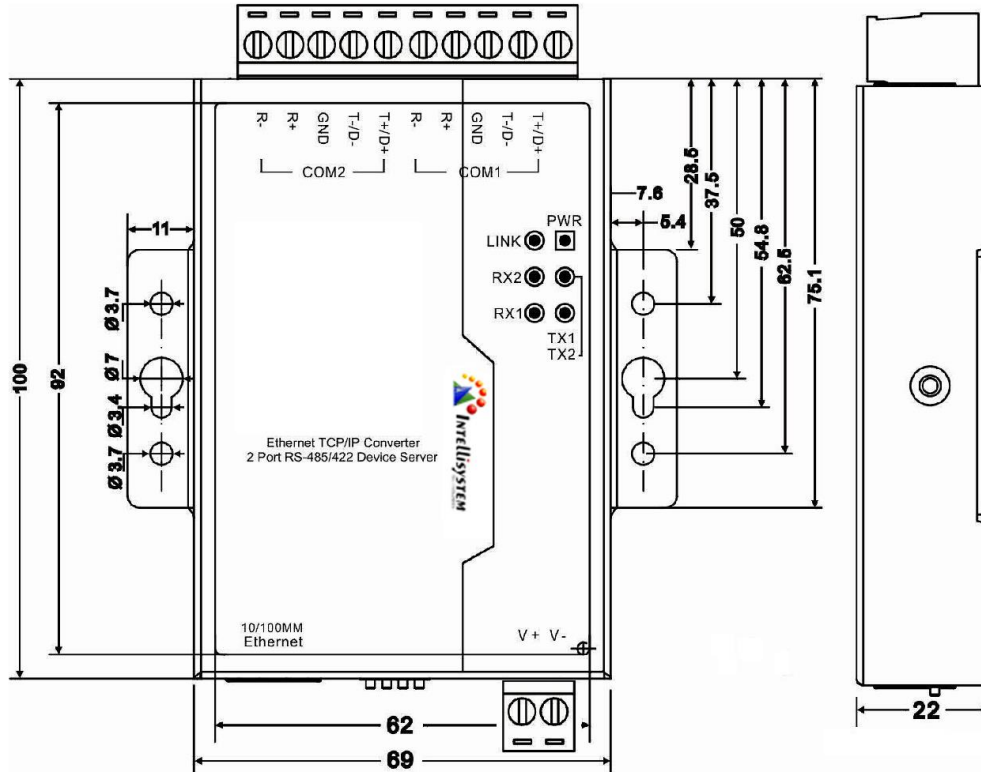 R-
R+
GND
T-/D-
T+/D+
R-
R+
GND
T-/D-
T+/D+
COM2
COM1
28.5
37.5
50
54.8
62.5
75.1
7.6
5.4
11
PWR
LINK
RX2
RX1
TX1
TX2
Ø3.7
Ø7
Ø3.4
Ø3.7
100
92
INTELLISYSTEM
Ethernet TCP/IP Converter
2 Port RS-485/422 Device Server
10/100MM
Ethernet
V+ V-
62
69
22